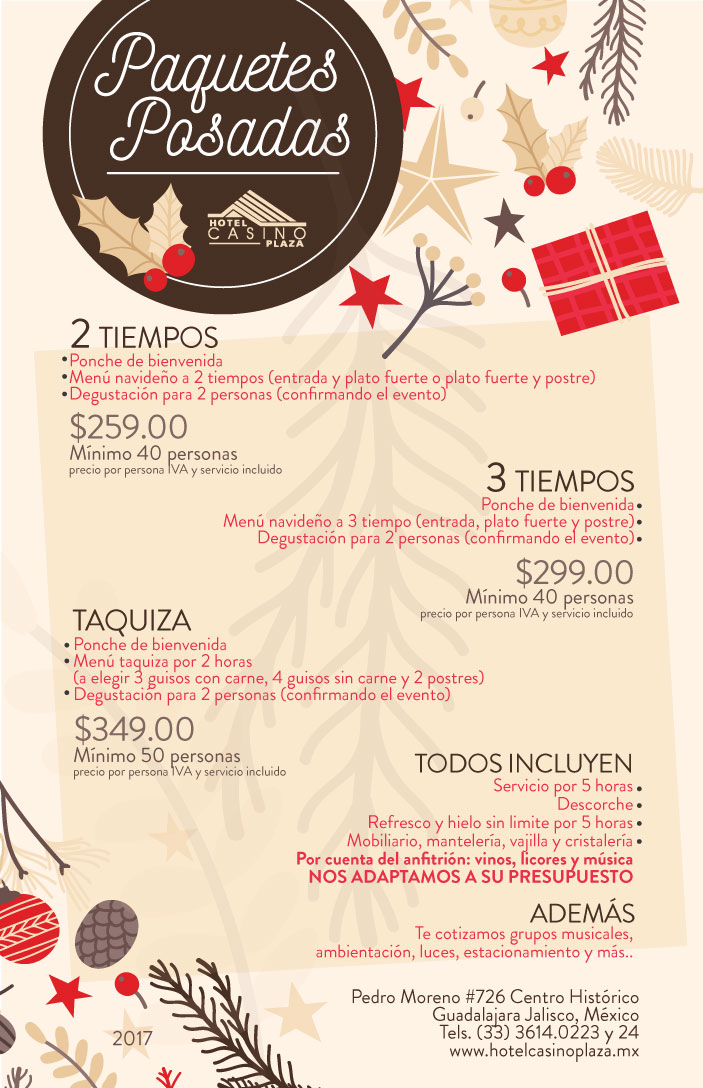 Paquetes
Posadas
HOTEL
CASINO
PLAZA
2 TIEMPOS
•Ponche de bienvenida
•Menú navideño a 2 tiempos (entrada y plato fuerte o plato fuerte y postre)
•Degustación para 2 personas (confirmando el evento)
$259.00
Mínimo 40 personas
precio por persona IVA y servicio incluido
3 TIEMPOS
Ponche de bienvenida•
Menú navideño a 3 tiempo (entrada, plato fuerte y postre)•
Degustación para 2 personas (confirmando el evento)•
$299.00
Mínimo 40 personas
precio por persona IVA y servicio incluido
TAQUIZA
• Ponche de bienvenida
• Menú taquiza por 2 horas
(a elegir 3 guisos con carne, 4 guisos sin carne y 2 postres)
• Degustación para 2 personas (confirmando el evento)
$349.00
Mínimo 50 personas
precio por persona IVA y servicio incluido
TODOS INCLUYEN
Servicio por 5 horas •
Descorche •
Refresco y hielo sin limite por 5 horas •
Mobiliario, mantelería, vajilla y cristalería •
Por cuenta del anfitrión: vinos, licores y música
NOS ADAPTAMOS A SU PRESUPUESTO
ADEMÁS
Te cotizamos grupos musicales,
ambientación, luces, estacionamiento y más..
Pedro Moreno #726 Centro Histórico
Guadalajara Jalisco, México
Tels. (33) 3614.0223 y 24
www.hotelcasinoplaza.mx
2017